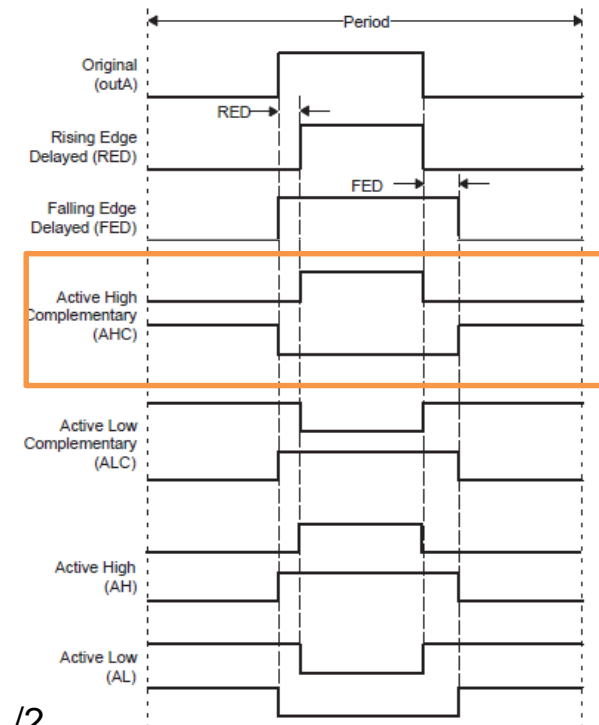 Period
Original
(outA)
RED
Rising Edge
Delayed (RED)
FED
Falling Edge
Delayed (FED)
Active High
Complementary
(AHC)
Active Low
Complementary
(ALC)
Active High
(AH)
Active Low
(AL)
/2